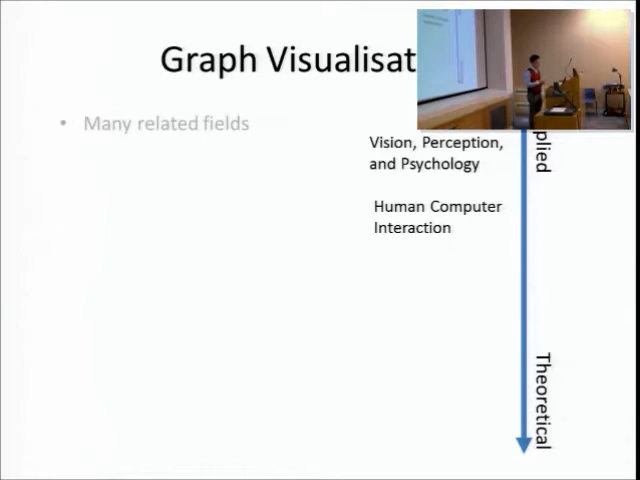 Graph Visualisat
• Many related fields
Vision, Perception,
and Psychology
Human Computer
Interaction
plied
Theoretical